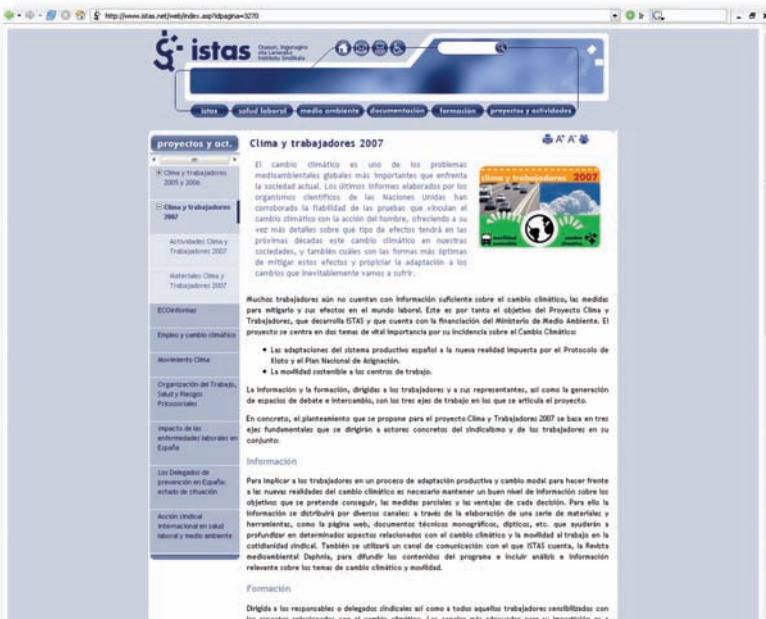 http://www.istas.net/web/index.asp?idpagina=3270
istas
Osasun, Ingurugiro
eta Laneko
Institutu Sindikala
istas
salud laboral
medio ambiente
documentación
formación
proyectos y actividades
proyectos y act.
Clima y trabajadores
2005 y 2006
Clima y trabajadores
2007
Actividades Clima y
Trabajadores 2007
Materiales Clima y
Trabajadores 2007
ECOinformas
Empleo y cambio climático
Movimiento Clima
Organización del Trabajo,
Salud y Riesgos
Psicosociales
Impacto de las
enfermedades laborales en
España
Los Delegados de
prevención en España:
estado de situación
Acción sindical
internacional en salud
laboral y medio ambiente
Clima y trabajadores 2007
A+ A-
El cambio climático es uno de los problemas
medioambientales globales más importantes que enfrenta
la sociedad actual. Los últimos informes elaborados por los
organismos científicos de las Naciones Unidas han
corroborado la fiabilidad de las pruebas que vinculan el
cambio climático con la acción del hombre, ofreciendo a su
vez más detalles sobre qué tipo de efectos tendrá en las
próximas décadas este cambio climático en nuestras
sociedades, y también cuáles son las formas más óptimas
de mitigar estos efectos y propiciar la adaptación a los
cambios que inevitablemente vamos a sufrir.
clima y trabajadores 2007
movilidad
sostenible
cambio
climático
Muchos trabajadores aún no cuentan con información suficiente sobre el cambio climático, las medidas
para mitigarlo y sus efectos en el mundo laboral. Este es por tanto el objetivo del Proyecto Clima y
Trabajadores, que desarrolla ISTAS y que cuenta con la financiación del Ministerio de Medio Ambiente. El
proyecto se centra en dos temas de vital importancia por su incidencia sobre el Cambio Climático:
Las adaptaciones del sistema productivo español a la nueva realidad impuesta por el Protocolo de
Kioto y el Plan Nacional de Asignación.
La movilidad sostenible a los centros de trabajo.
La información y la formación, dirigidas a los trabajadores y a sus representantes, así como la generación
de espacios de debate e intercambio, son los tres ejes de trabajo en los que se articula el proyecto.
En concreto, el planteamiento que se propone para el proyecto Clima y Trabajadores 2007 se basa en tres
ejes fundamentales que se dirigirán a actores concretos del sindicalismo y de los trabajadores en su
conjunto:
Información
Para implicar a los trabajadores en un proceso de adaptación productiva y cambio modal para hacer frente
a las nuevas realidades del cambio climático es necesario mantener un buen nivel de información sobre los
objetivos que se pretende conseguir, las medidas parciales y las ventajas de cada decisión. Para ello la
información se distribuirá por diversos canales: a través de la elaboración de una serie de materiales y
herramientas, como la página web, documentos técnicos monográficos, dípticos, etc. que ayudarán a
profundizar en determinados aspectos relacionados con el cambio climático y la movilidad al trabajo en la
cotidianidad sindical. También se utilizará un canal de comunicación con el que ISTAS cuenta, la Revista
medioambiental Daphnia, para difundir los contenidos del programa e incluir análisis e información
relevante sobre los temas de cambio climático y movilidad.
Formación
Dirigida a los responsables o delegados sindicales así como a todos aquellos trabajadores sensibilizados con